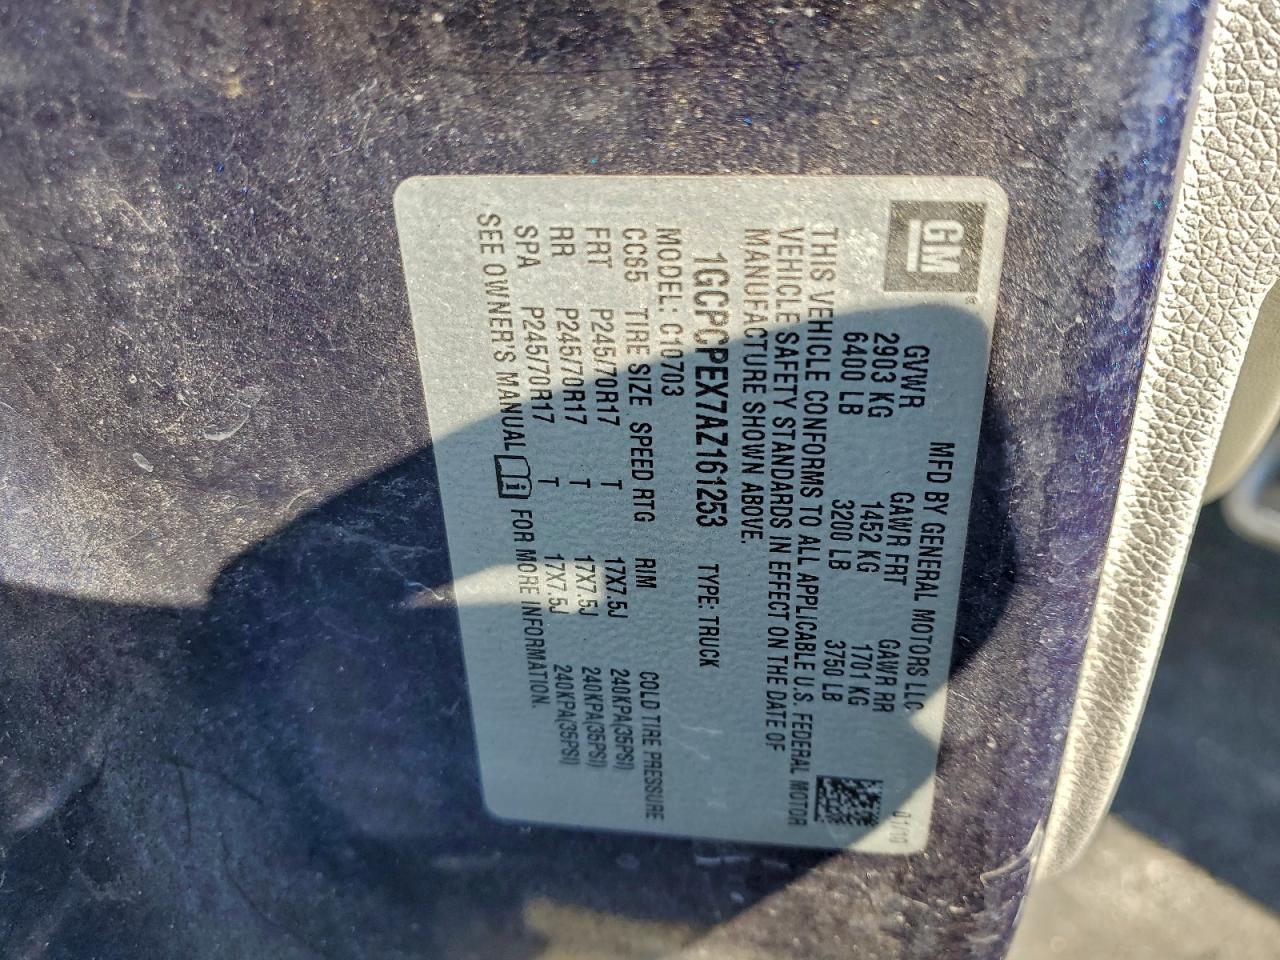 GM
MFD BY GENERAL MOTORS LLC 01/10
GVWR GAWR FRT GAWR RR
2903 KG 1452 KG 1701 KG
6400 LB 3200 LB 3750 LB
THIS VEHICLE CONFORMS TO ALL APPLICABLE U.S. FEDERAL MOTOR
VEHICLE SAFETY STANDARDS IN EFFECT ON THE DATE OF
MANUFACTURE SHOWN ABOVE.
1GCPCPEX7AZ161253 TYPE: TRUCK
MODEL: C10703
CCS5 TIRE SIZE SPEED RTG RIM COLD TIRE PRESSURE
FRT P245/70R17 T 17X7.5J 240KPA(35PSI)
RR P245/70R17 T 17X7.5J 240KPA(35PSI)
SPA P245/70R17 T 17X7.5J 240KPA(35PSI)
SEE OWNER'S MANUAL i FOR MORE INFORMATION.